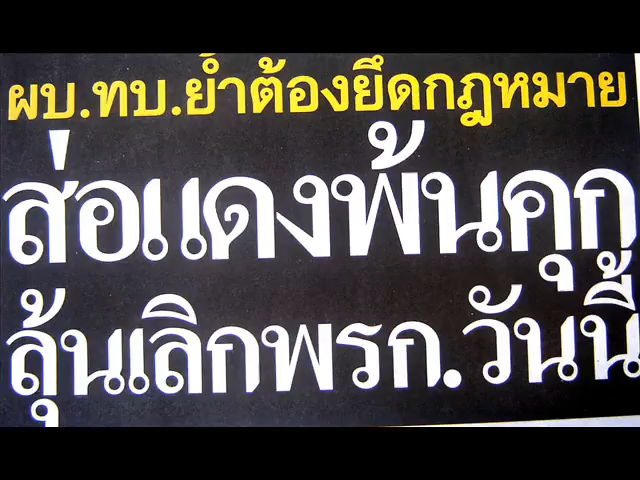 ผบ.ทบ.ย้ำต้องยึดกฎหมาย
ส่อแดงพ้นคุก
ลุ้นเลิกพรก.วันนี้